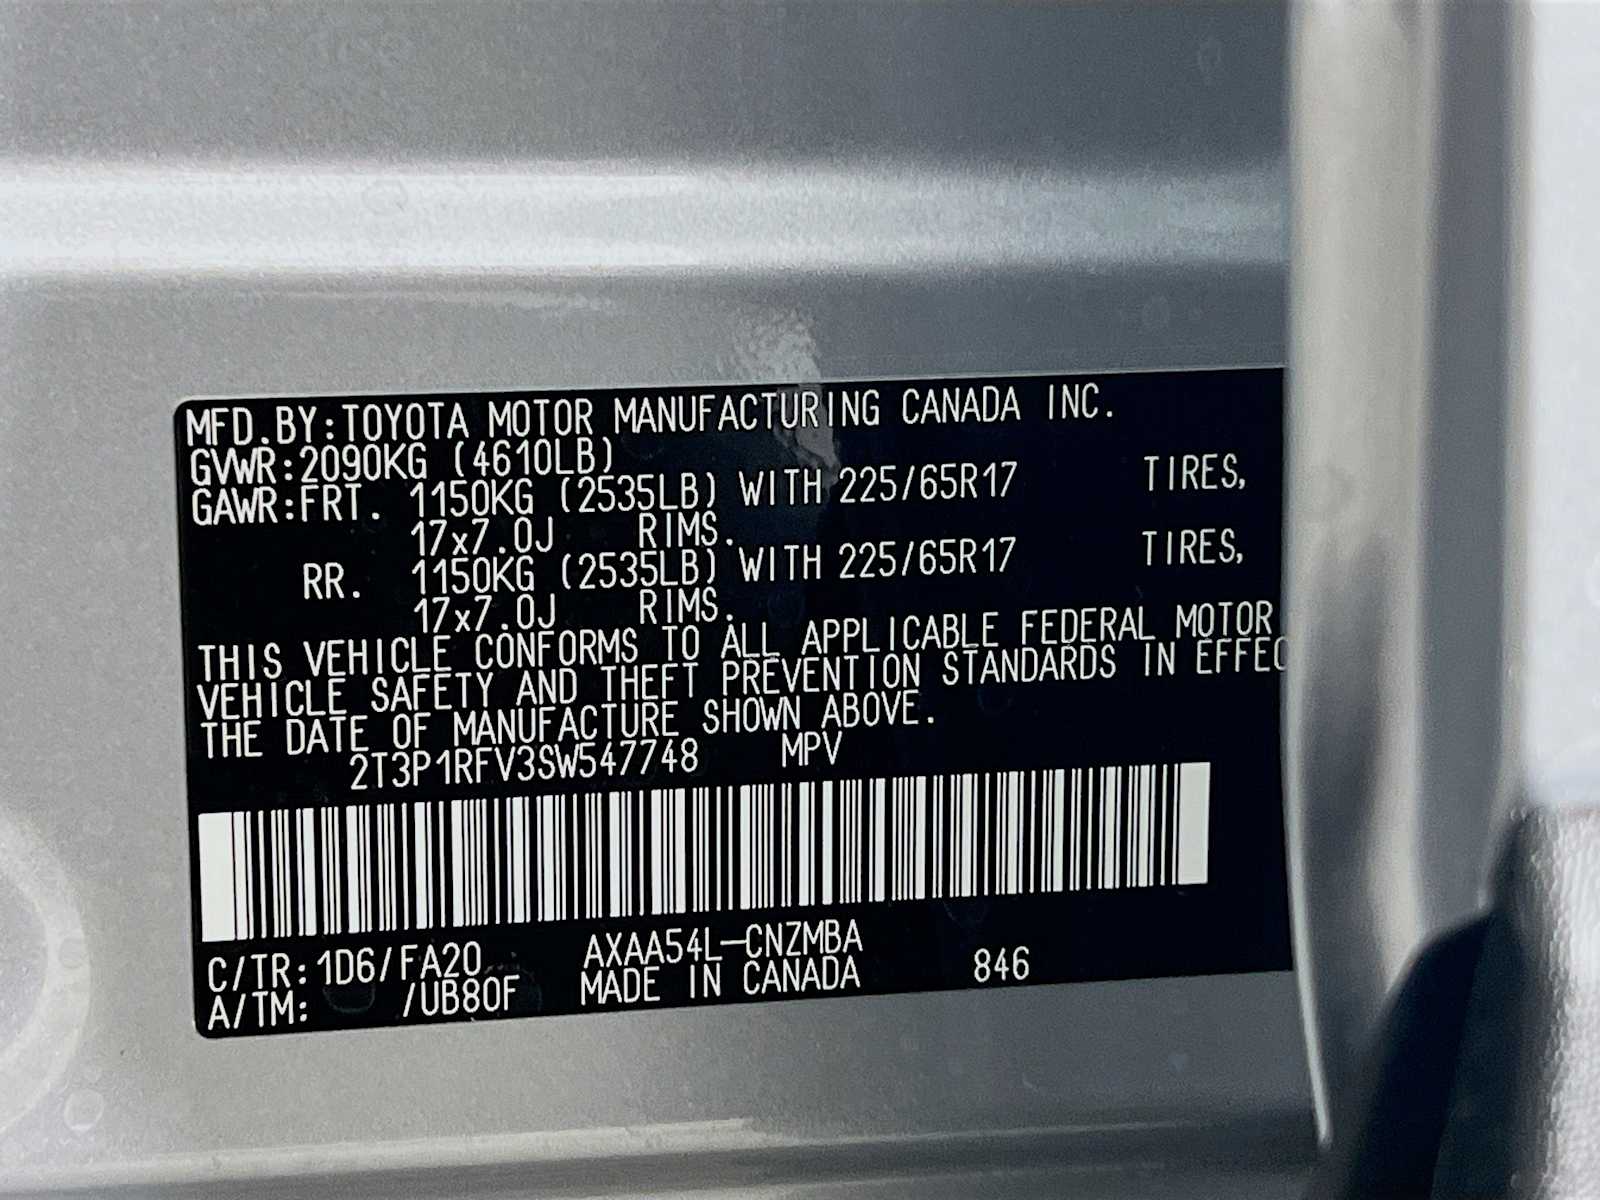 MFD.BY:TOYOTA MOTOR MANUFACTURING CANADA INC.
GVWR:2090KG (4610LB)
GAWR:FRT. 1150KG (2535LB) WITH 225/65R17 TIRES,
17x7.0J RIMS.
RR. 1150KG (2535LB) WITH 225/65R17 TIRES,
17x7.0J RIMS.
THIS VEHICLE CONFORMS TO ALL APPLICABLE FEDERAL MOTOR
VEHICLE SAFETY AND THEFT PREVENTION STANDARDS IN EFFEC
THE DATE OF MANUFACTURE SHOWN ABOVE.
2T3P1RFV3SW547748 MPV
C/TR:1D6/FA20 AXAA54L-CNZMBA
A/TM: /UB80F MADE IN CANADA 846